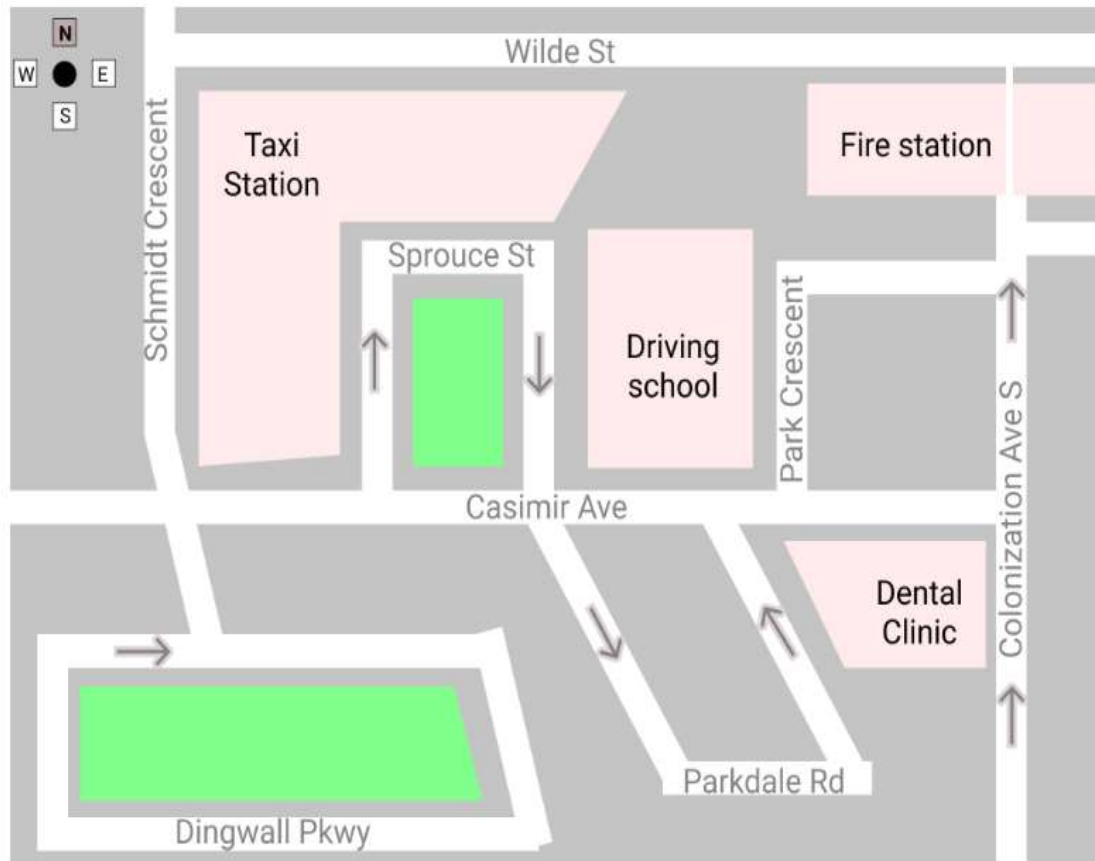 N
W
E
S
Wilde St
Schmidt Crescent
Taxi
Station
Fire station
Sprouce St
Driving
school
Park Crescent
Colonization Ave S
Casimir Ave
Dental
Clinic
Parkdale Rd
Dingwall Pkwy